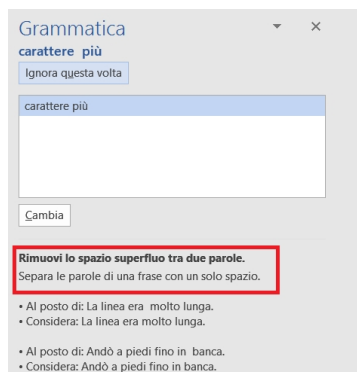 Grammatica
carattere  più
Ignora questa volta
carattere più
Cambia
Rimuovi lo spazio superfluo tra due parole.
Separa le parole di una frase con un solo spazio.
• Al posto di: La linea era  molto lunga.
• Considera: La linea era molto lunga.
• Al posto di: Andò a piedi fino in  banca.
• Considera: Andò a piedi fino in banca.